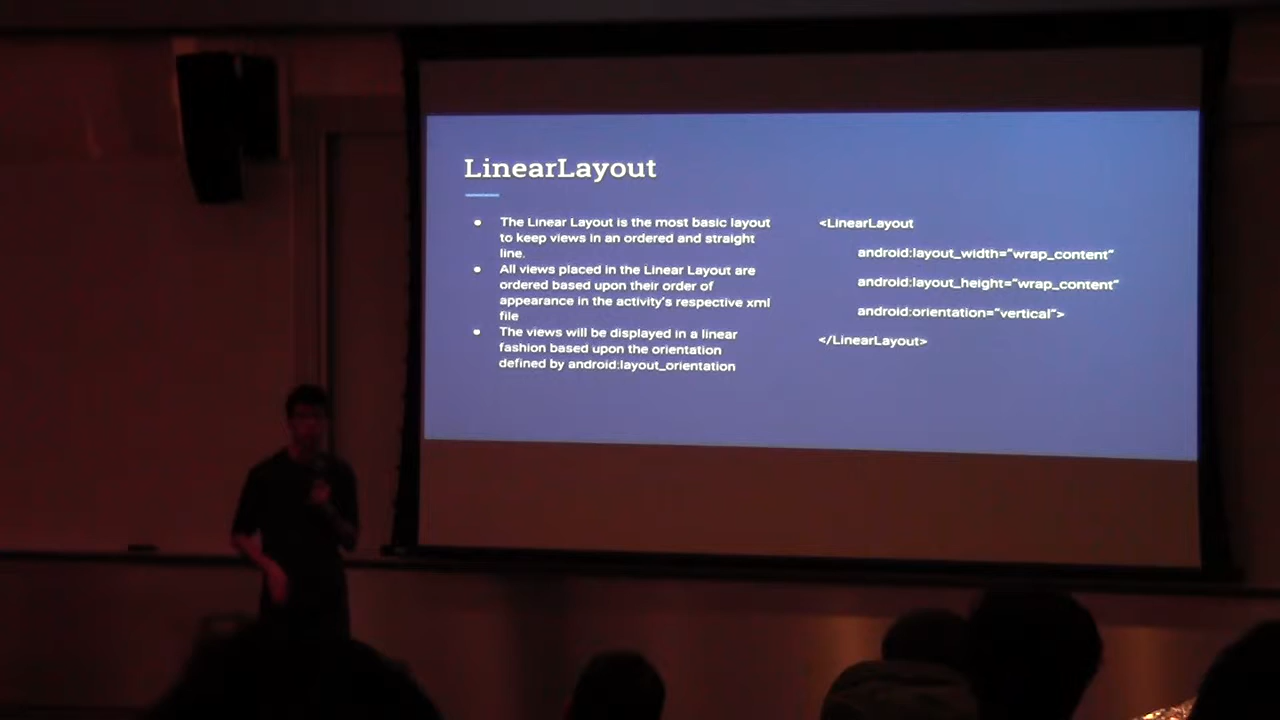 LinearLayout
● The Linear Layout is the most basic layout
to keep views in an ordered and straight
line.
● All views placed in the Linear Layout are
ordered based upon their order of
appearance in the activity's respective xml
file
● The views will be displayed in a linear
fashion based upon the orientation
defined by android:layout_orientation
<LinearLayout
android:layout_width="wrap_content"
android:layout_height="wrap_content"
android:orientation="vertical">
</LinearLayout>